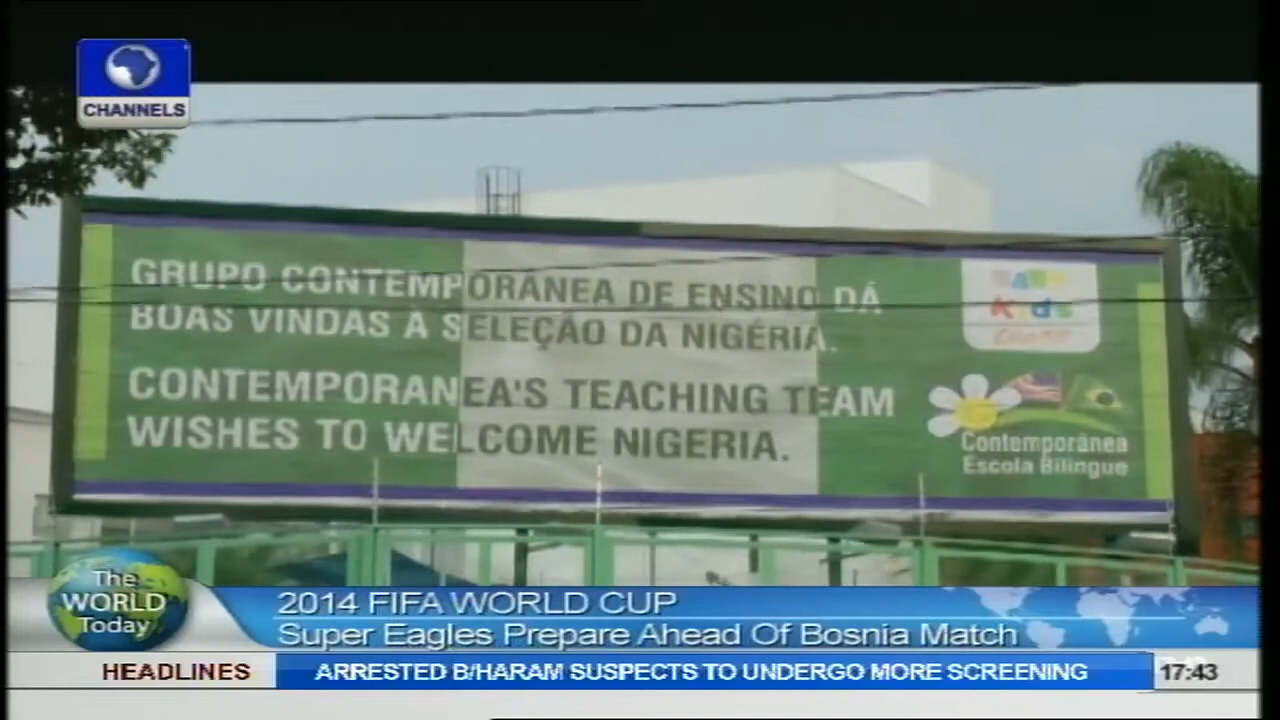 CHANNELS
GRUPO CONTEMPORÂNEA DE ENSINO DÁ
BOAS VINDAS À SELEÇÃO DA NIGÉRIA.
CONTEMPORANEA'S TEACHING TEAM
WISHES TO WELCOME NIGERIA.
Kids
Contemporânea
Escola Bilíngue
The
WORLD
Today
2014 FIFA WORLD CUP
Super Eagles Prepare Ahead Of Bosnia Match
HEADLINES
ARRESTED B/HARAM SUSPECTS TO UNDERGO MORE SCREENING
17:43